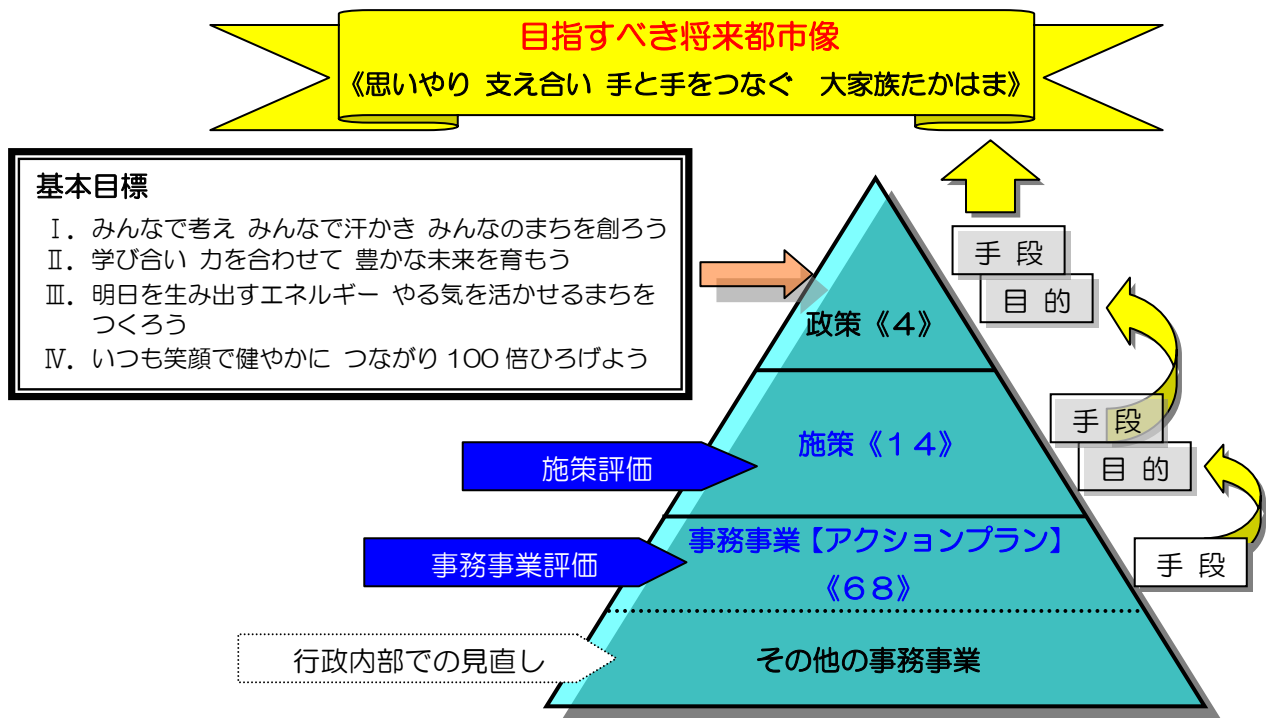 目指すべき将来都市像
《思いやり 支え合い 手と手をつなぐ　大家族たかはま》
基本目標
Ⅰ．みんなで考え みんなで汗かき みんなのまちを創ろう
Ⅱ．学び合い 力を合わせて 豊かな未来を育もう
Ⅲ．明日を生み出すエネルギー やる気を活かせるまちを
つくろう
Ⅳ．いつも笑顔で健やかに つながり 100 倍ひろげよう
手 段
目 的
政策《4》
手 段
目 的
施策《14》
施策評価
事務事業【アクションプラン】
《68》
事務事業評価
手 段
行政内部での見直し
その他の事務事業